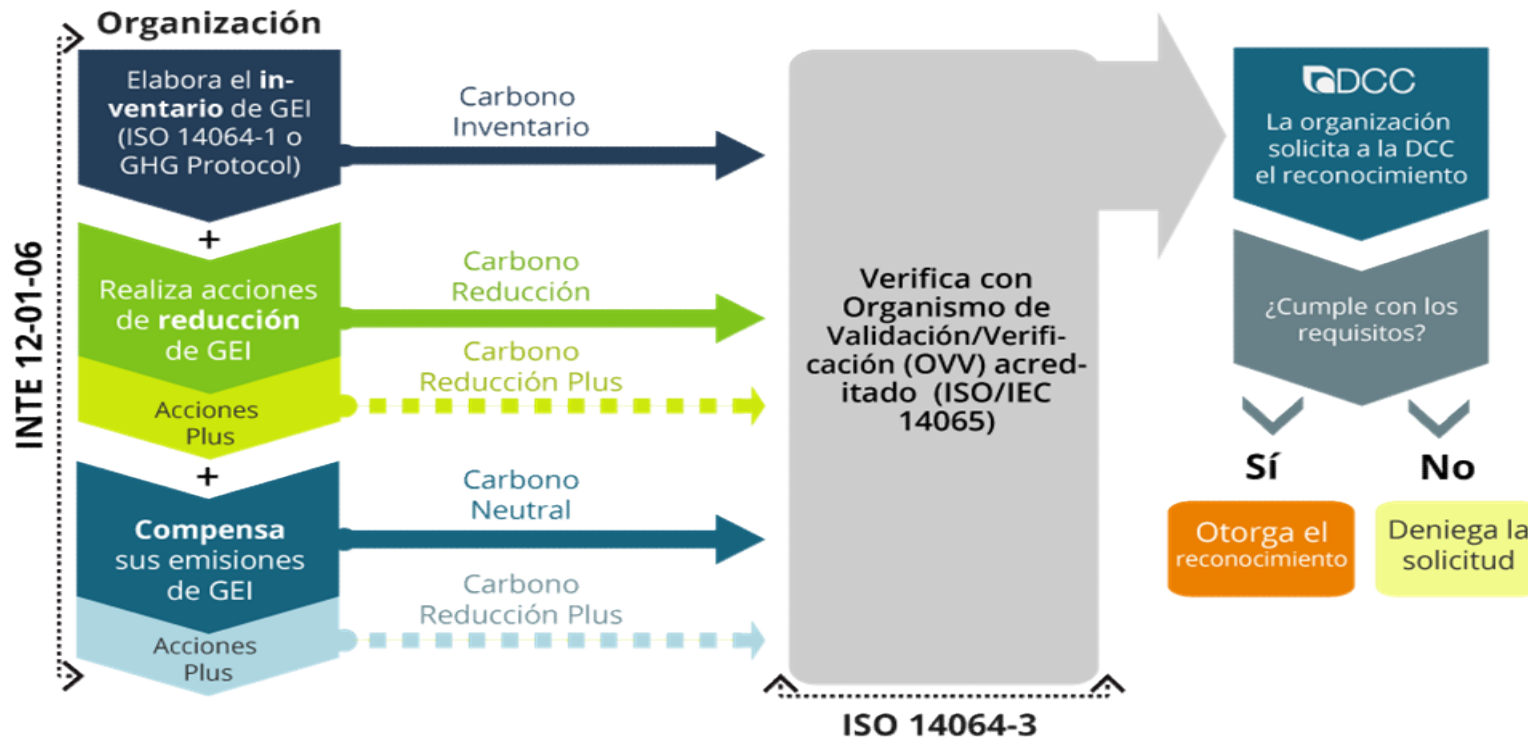 Organización
INTE 12-01-06
Elabora el in-
ventario de GEI
(ISO 14064-1 o
GHG Protocol)
Carbono
Inventario
+
Realiza acciones
de reducción
de GEI
Carbono
Reducción
Acciones
Plus
Carbono
Reducción Plus
+
Compensa
sus emisiones
de GEI
Carbono
Neutral
Acciones
Plus
Carbono
Reducción Plus
Verifica con
Organismo de
Validación/Verifi-
cación (OVV) acred-
itado (ISO/IEC
14065)
ISO 14064-3
DCC
La organización
solicita a la DCC
el reconocimiento
¿Cumple con los
requisitos?
Sí
No
Otorga el
reconocimiento
Deniega la
solicitud